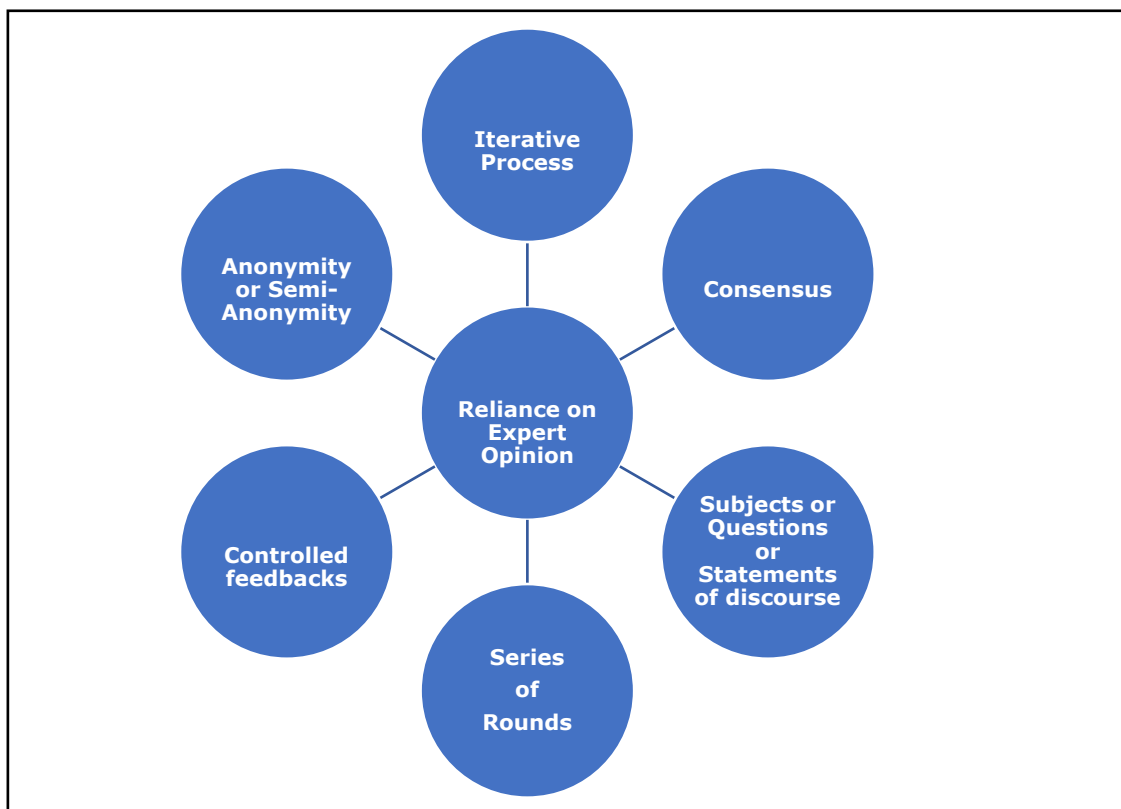 Iterative
Process
Anonymity
or Semi-
Anonymity
Consensus
Reliance on
Expert
Opinion
Controlled
feedbacks
Subjects or
Questions
or
Statements
of discourse
Series
of
Rounds